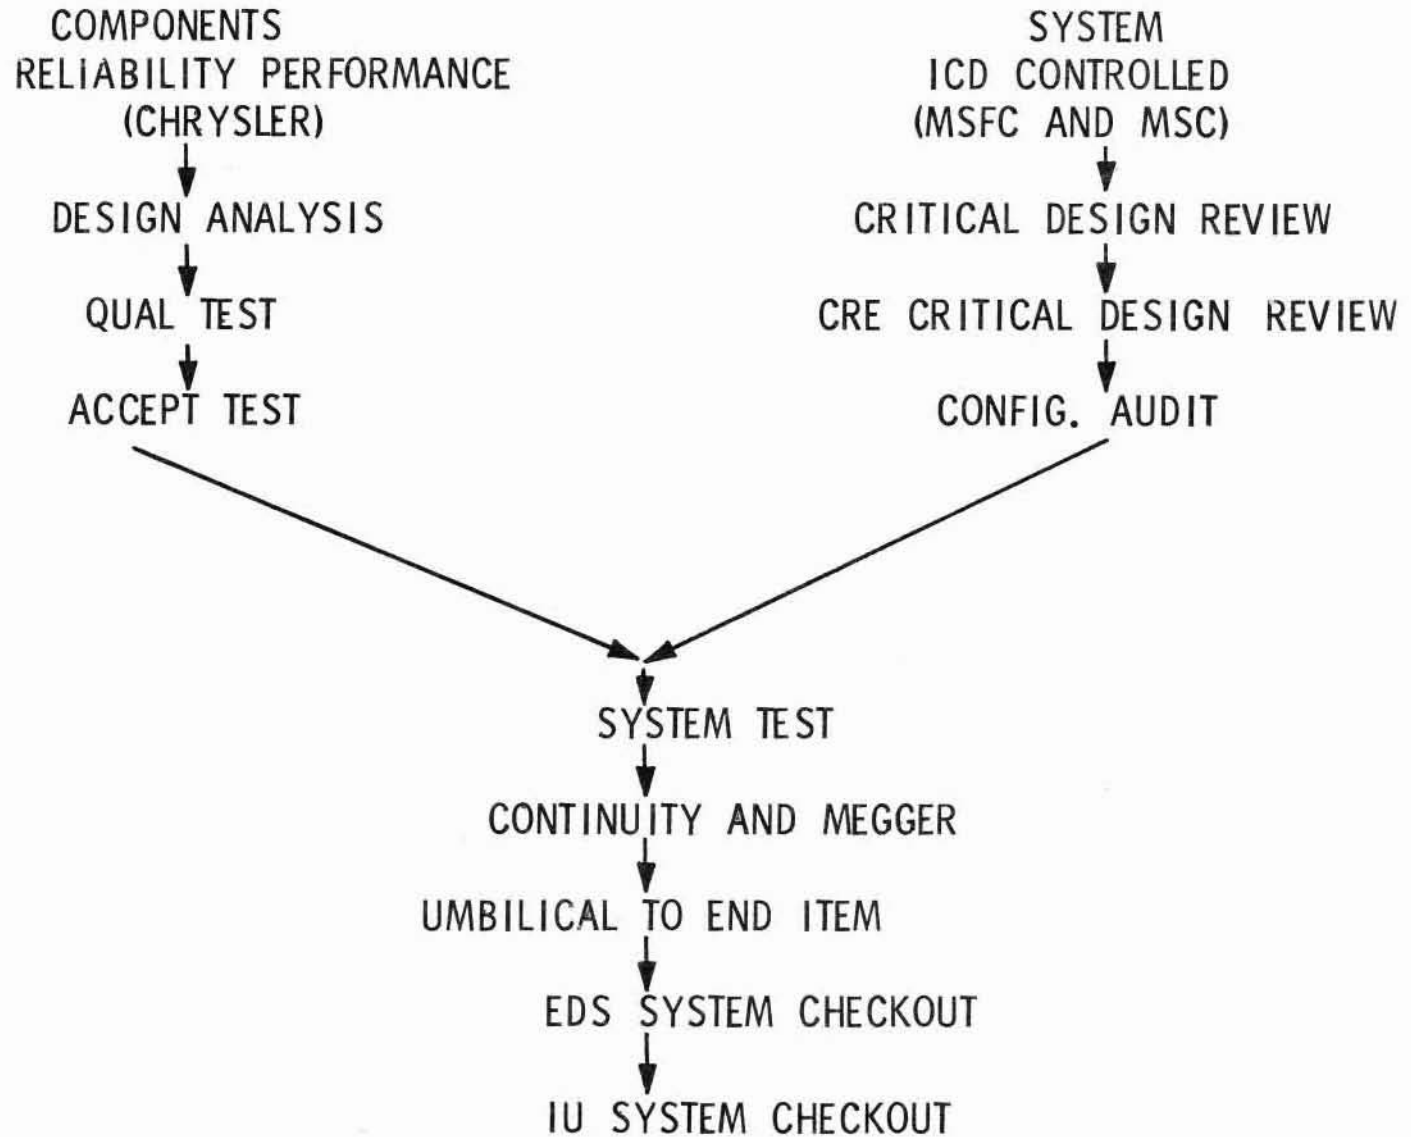 COMPONENTS
RELIABILITY PERFORMANCE
(CHRYSLER)
DESIGN ANALYSIS
QUAL TEST
ACCEPT TEST
SYSTEM
ICD CONTROLLED
(MSFC AND MSC)
CRITICAL DESIGN REVIEW
CRE CRITICAL DESIGN REVIEW
CONFIG. AUDIT
SYSTEM TEST
CONTINUITY AND MEGGER
UMBILICAL TO END ITEM
EDS SYSTEM CHECKOUT
IU SYSTEM CHECKOUT